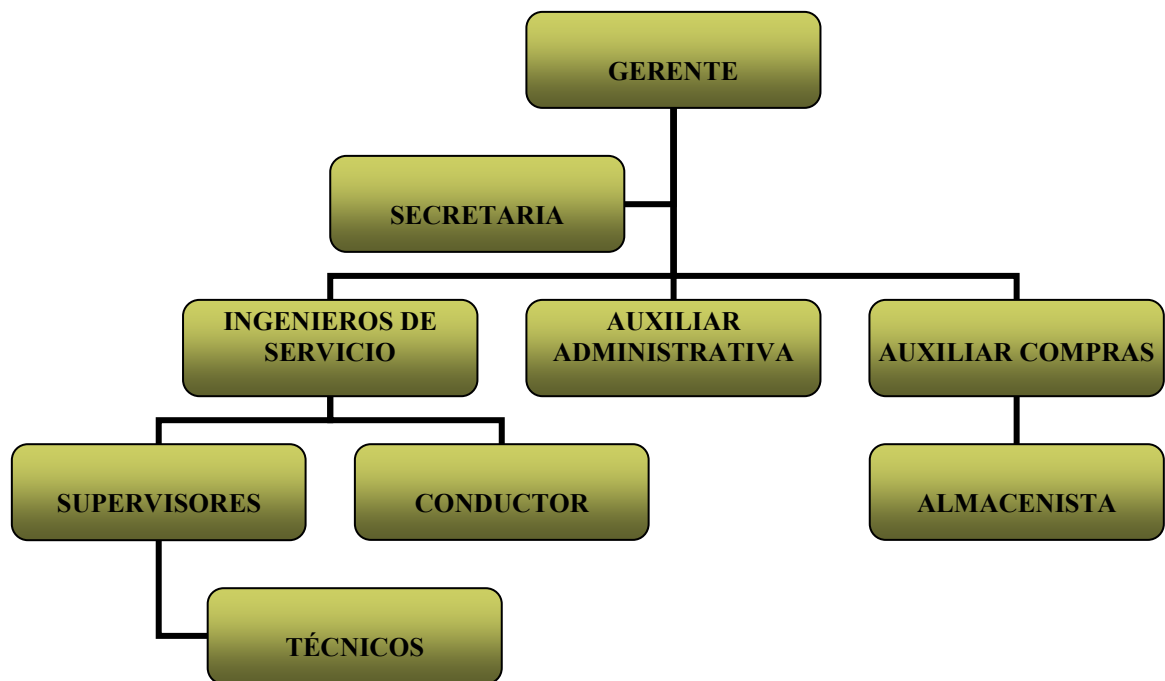 GERENTE
SECRETARIA
INGENIEROS DE
SERVICIO
AUXILIAR
ADMINISTRATIVA
AUXILIAR COMPRAS
SUPERVISORES
CONDUCTOR
ALMACENISTA
TÉCNICOS